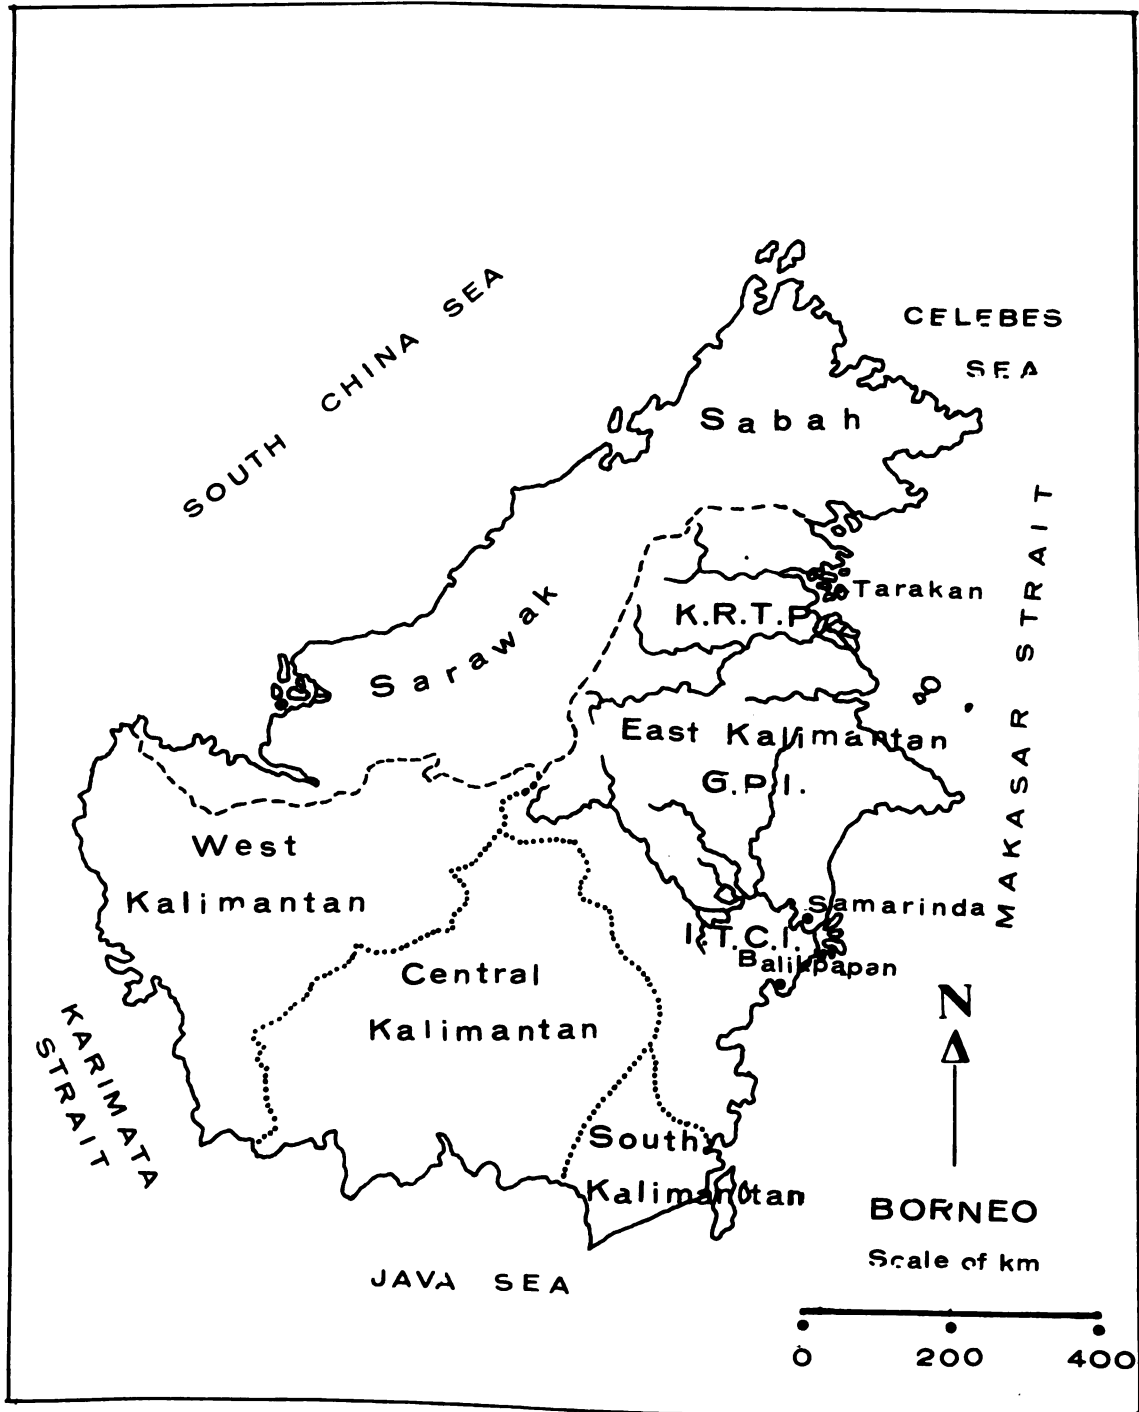 SOUTH CHINA SEA
CELEBES
SEA
Sabah
MAKASAR STRAIT
Tarakan
K.R.T.P
Sarawak
East Kalimantan
G.P.I.
West
Kalimantan
Samarinda
I.T.C.I.
Balikpapan
Central
Kalimantan
N
KARIMATA
STRAIT
South
Kalimantan
BORNEO
Scale of km
JAVA SEA
0 200 400